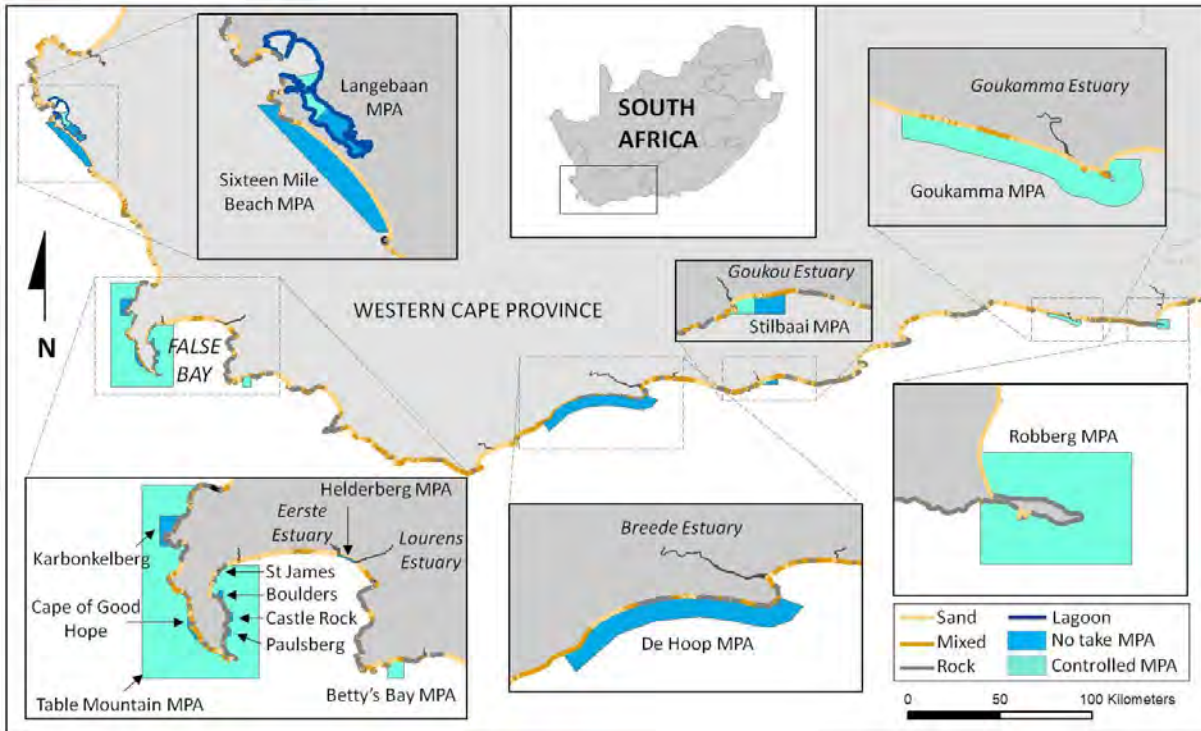 Langebaan
MPA
Sixteen Mile
Beach MPA
SOUTH
AFRICA
Goukamma Estuary
Goukamma MPA
N
WESTERN CAPE PROVINCE
FALSE
BAY
Goukou Estuary
Stilbaai MPA
Helderberg MPA
Eerste
Estuary
Lourens
Estuary
Karbonkelberg
St James
Boulders
Cape of Good
Hope
Castle Rock
Paulsberg
Table Mountain MPA
Betty's Bay MPA
Breede Estuary
De Hoop MPA
Robberg MPA
Sand
Lagoon
Mixed
No take MPA
Rock
Controlled MPA
0 50 100 Kilometers